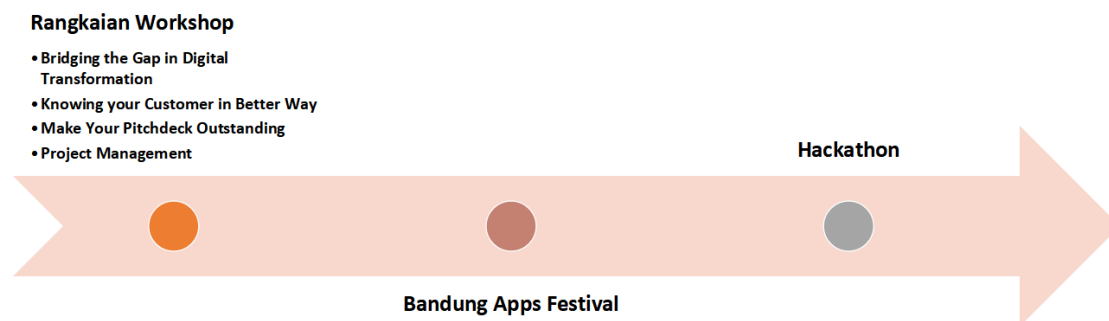 Rangkaian Workshop
• Bridging the Gap in Digital
Transformation
• Knowing your Customer in Better Way
• Make Your Pitchdeck Outstanding
• Project Management
Hackathon
Bandung Apps Festival